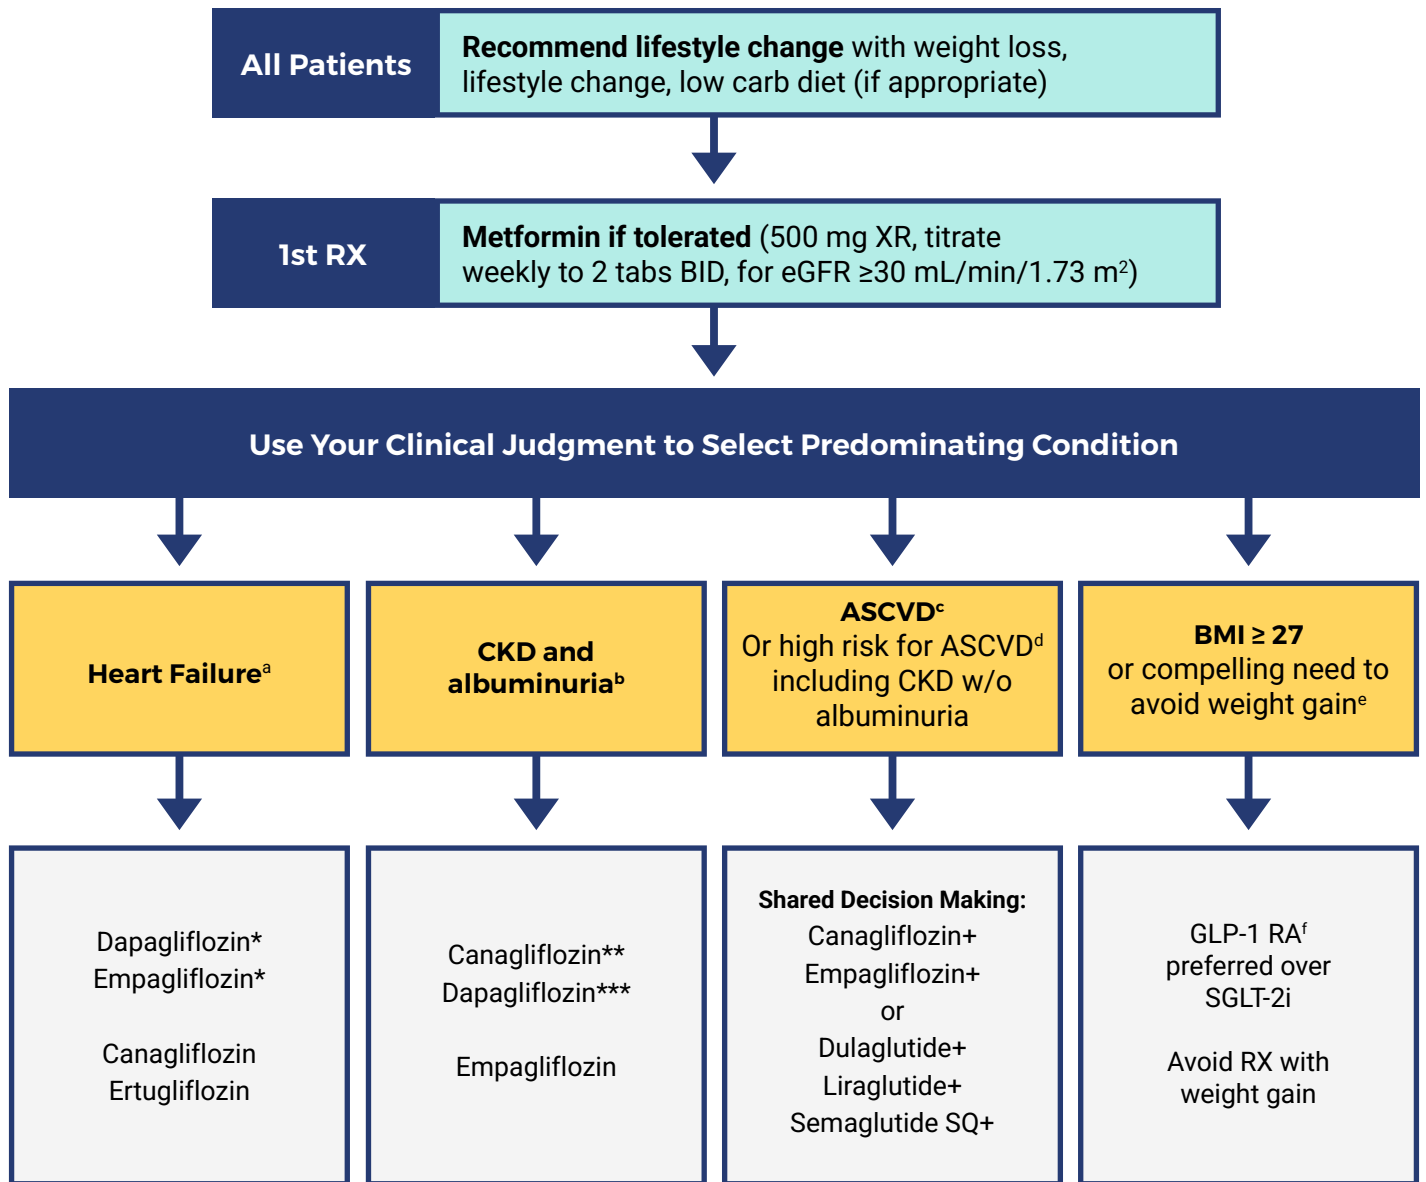 All Patients
Recommend lifestyle change with weight loss,
lifestyle change, low carb diet (if appropriate)
1st RX
Metformin if tolerated (500 mg XR, titrate
weekly to 2 tabs BID, for eGFR ≥30 mL/min/1.73 m²)
Use Your Clinical Judgment to Select Predominating Condition
Heart Failureᵃ
CKD and
albuminuriaᵇ
ASCVDᶜ
Or high risk for ASCVDᵈ
including CKD w/o
albuminuria
BMI ≥ 27
or compelling need to
avoid weight gainᵉ
Dapagliflozin*
Empagliflozin*
Canagliflozin
Ertugliflozin
Canagliflozin**
Dapagliflozin***
Empagliflozin
Shared Decision Making:
Canagliflozin+
Empagliflozin+
or
Dulaglutide+
Liraglutide+
Semaglutide SQ+
GLP-1 RAᶠ
preferred over
SGLT-2i
Avoid RX with
weight gain